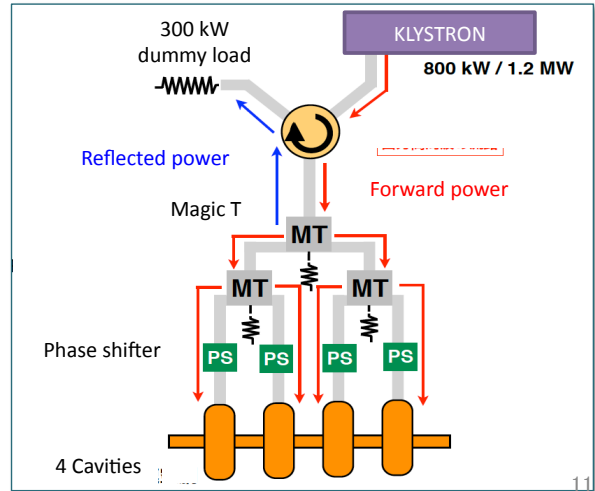 300 kW
dummy load
KLYSTRON
800 kW / 1.2 MW
Reflected power
Forward power
Magic T
MT
MT
MT
Phase shifter
PS
PS
PS
PS
4 Cavities
11